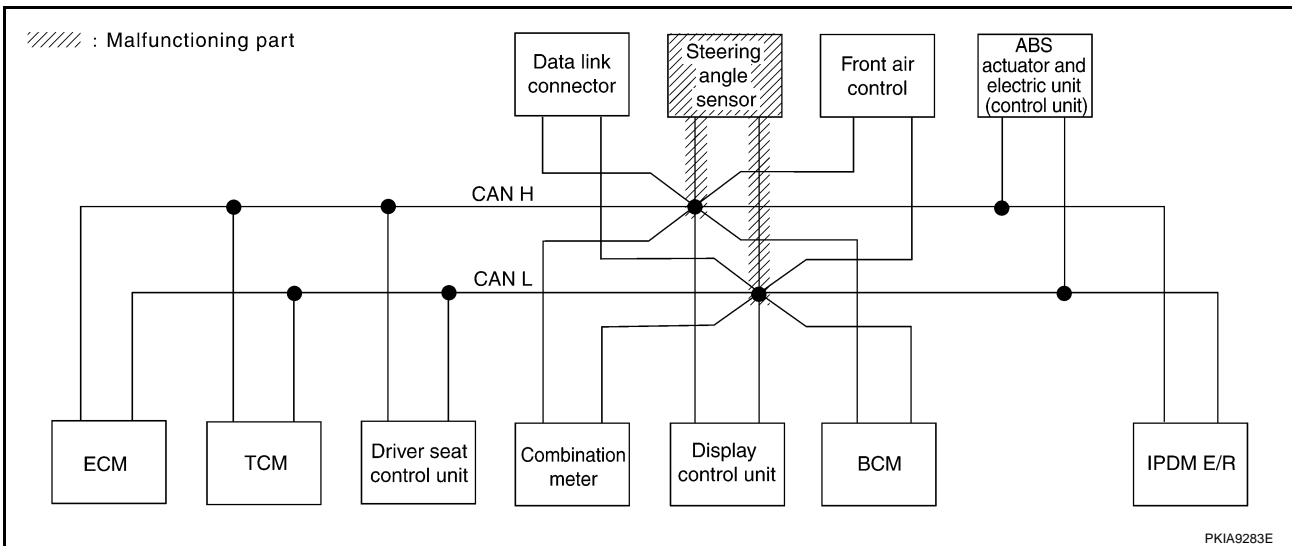 : Malfunctioning part
Data link
connector
Steering
angle
sensor
Front air
control
ABS
actuator and
electric unit
(control unit)
CAN H
CAN L
ECM
TCM
Driver seat
control unit
Combination
meter
Display
control unit
BCM
IPDM E/R
PKIA9283E